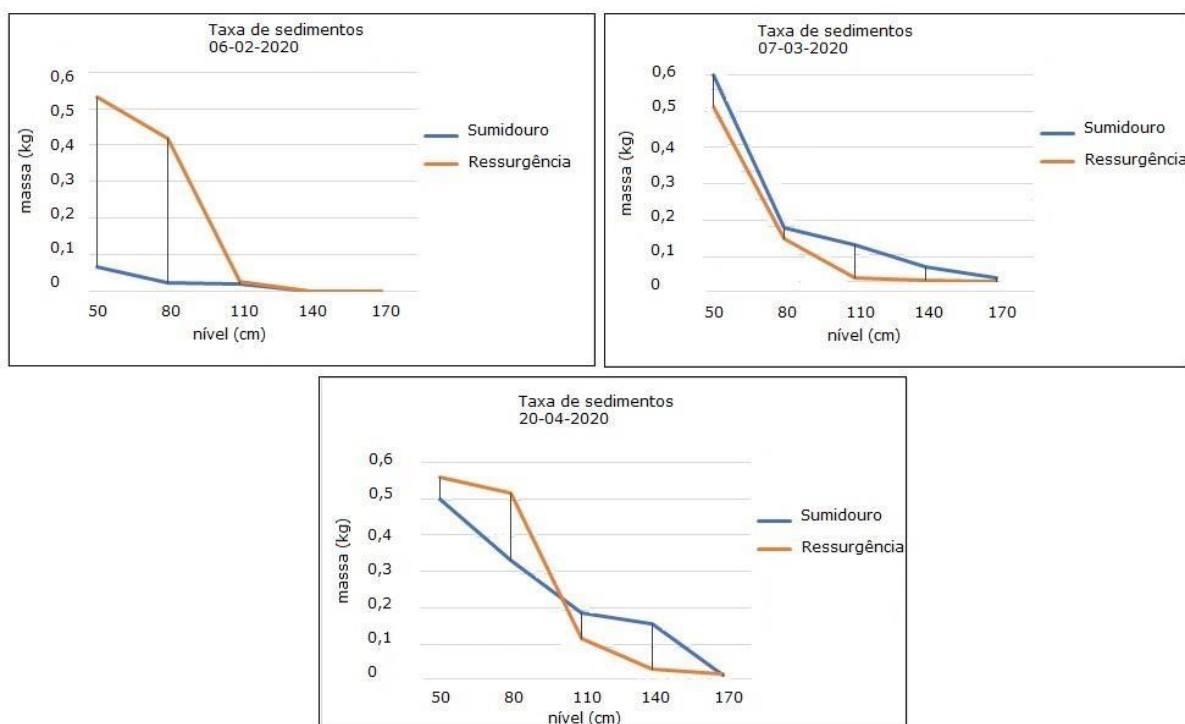 Taxa de sedimentos
06-02-2020
0,6
0,5
0,4
0,3
0,2
0,1
0
massa (kg)
50 80 110 140 170
nível (cm)
Sumidouro
Ressurgência
Taxa de sedimentos
07-03-2020
0,6
0,5
0,4
0,3
0,2
0,1
0
massa (kg)
50 80 110 140 170
nível (cm)
Sumidouro
Ressurgência
Taxa de sedimentos
20-04-2020
0,6
0,5
0,4
0,3
0,2
0,1
0
massa (kg)
50 80 110 140 170
nível (cm)
Sumidouro
Ressurgência